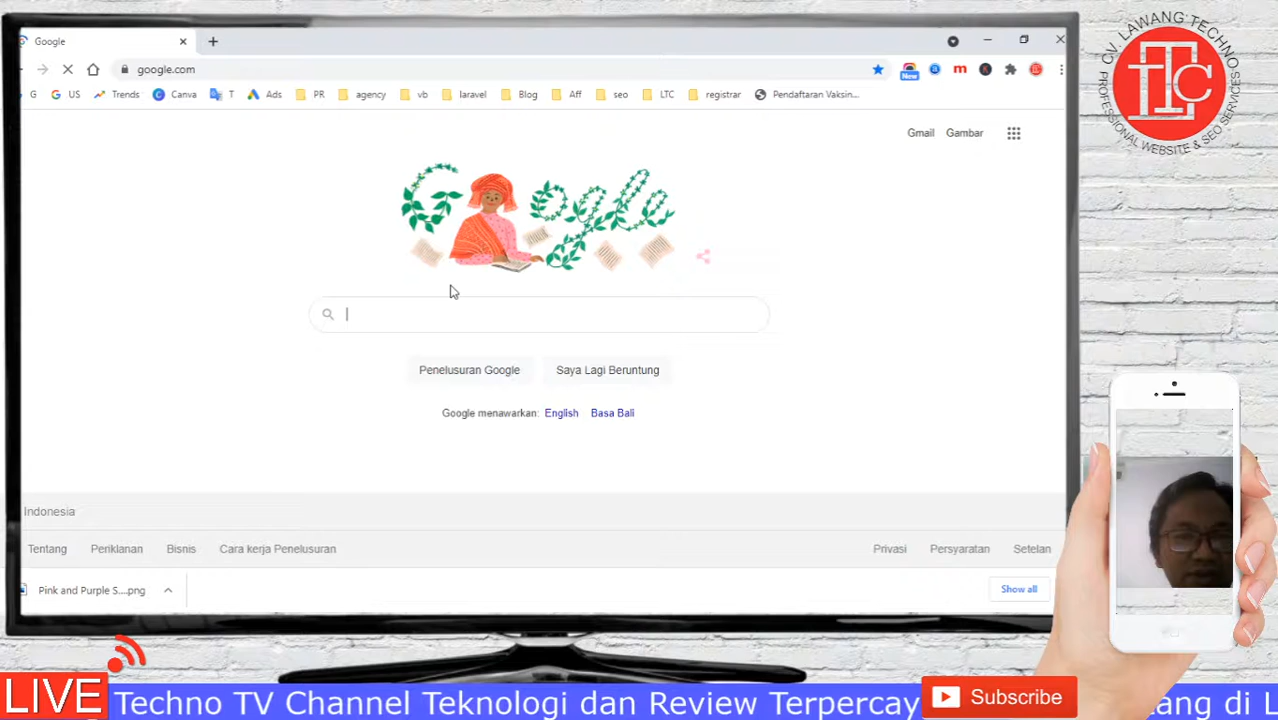 Google
google.com
G
US
Trends
Canva
T
Ads
PR
agency
vb
laravel
Blog
Aff
seo
LTC
registrar
Pendaftaran Vaksin...
New
Gmail
Gambar
Google
Penelusuran Google
Saya Lagi Beruntung
Google menawarkan: English Basa Bali
Indonesia
Tentang
Periklanan
Bisnis
Cara kerja Penelusuran
Privasi
Persyaratan
Setelan
Pink and Purple S....png
Show all
CV. LAWANG TECHNO
LTC
PROFESSIONAL WEBSITE & SEO SERVICES
LIVE
Techno TV Channel Teknologi dan Review Terpercay
Subscribe
ang di L